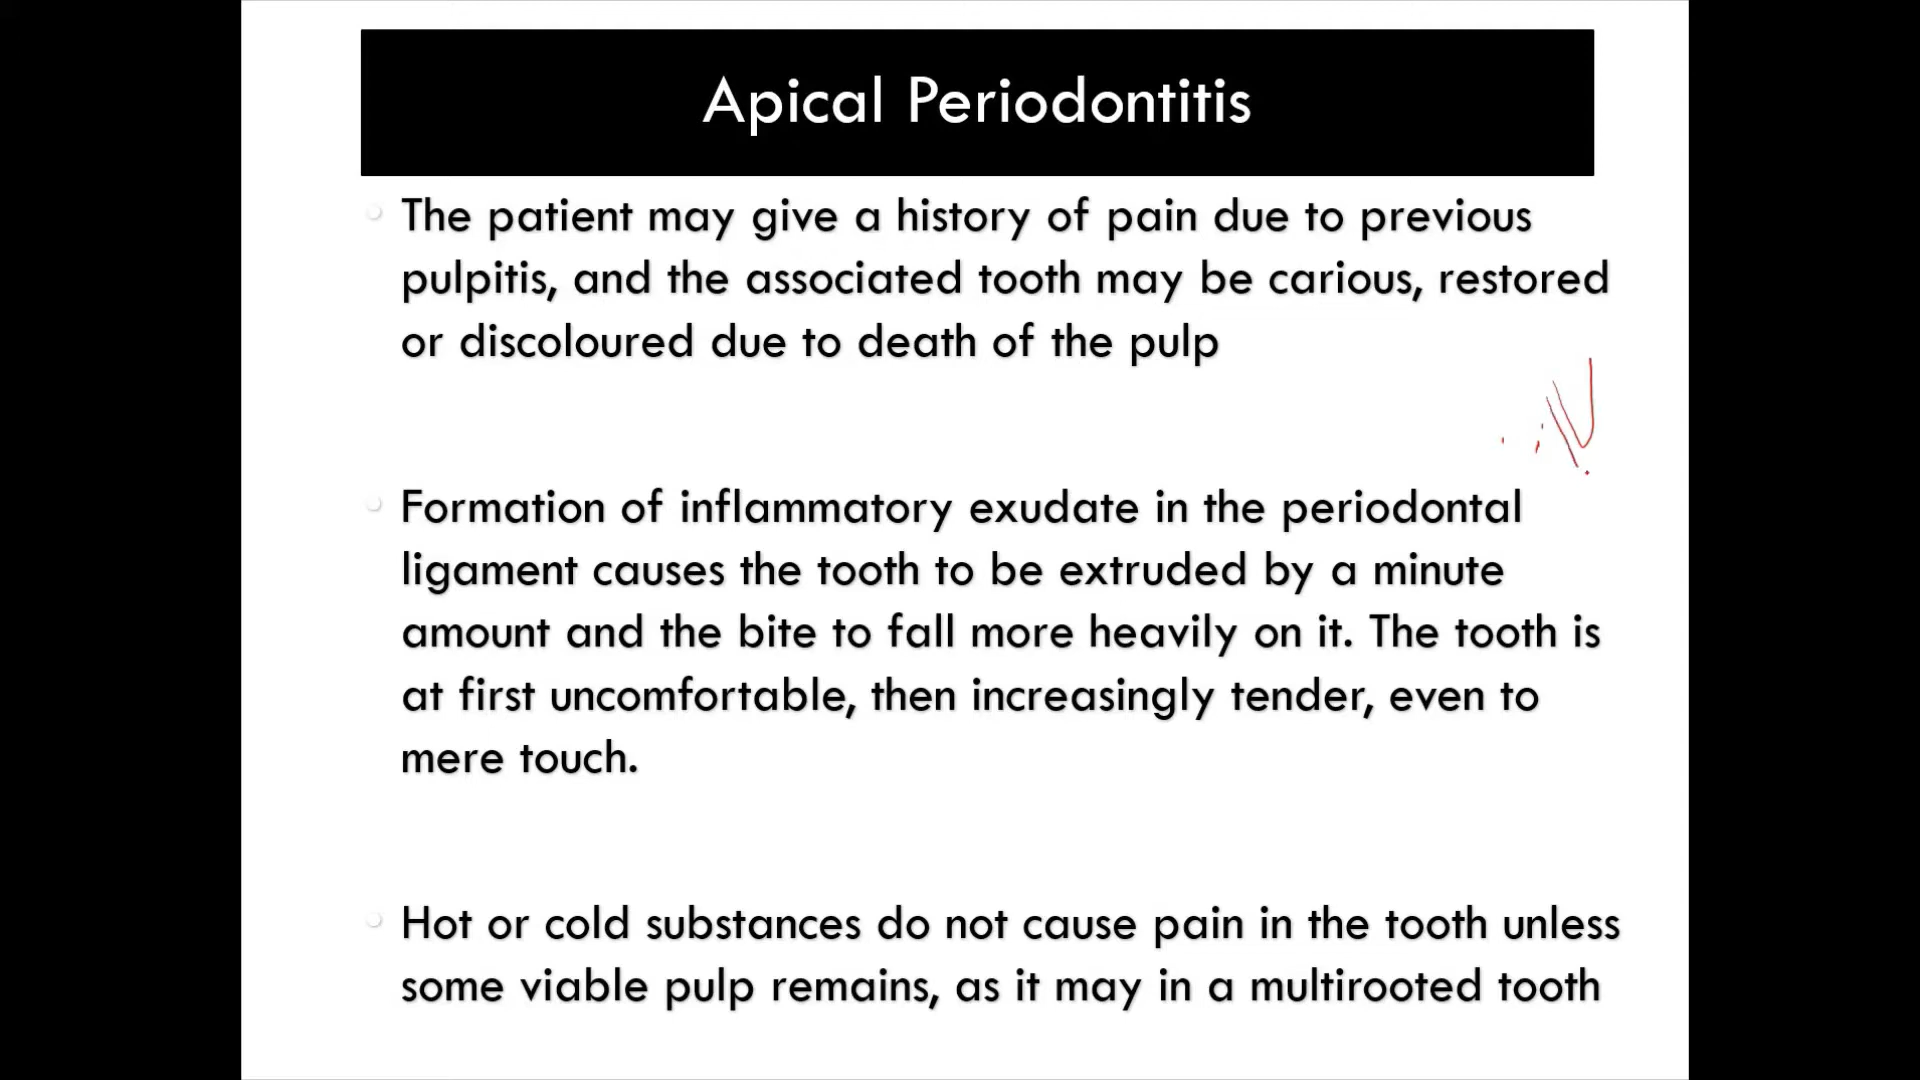 Apical Periodontitis
The patient may give a history of pain due to previous
pulpitis, and the associated tooth may be carious, restored
or discoloured due to death of the pulp
Formation of inflammatory exudate in the periodontal
ligament causes the tooth to be extruded by a minute
amount and the bite to fall more heavily on it. The tooth is
at first uncomfortable, then increasingly tender, even to
mere touch.
Hot or cold substances do not cause pain in the tooth unless
some viable pulp remains, as it may in a multirooted tooth